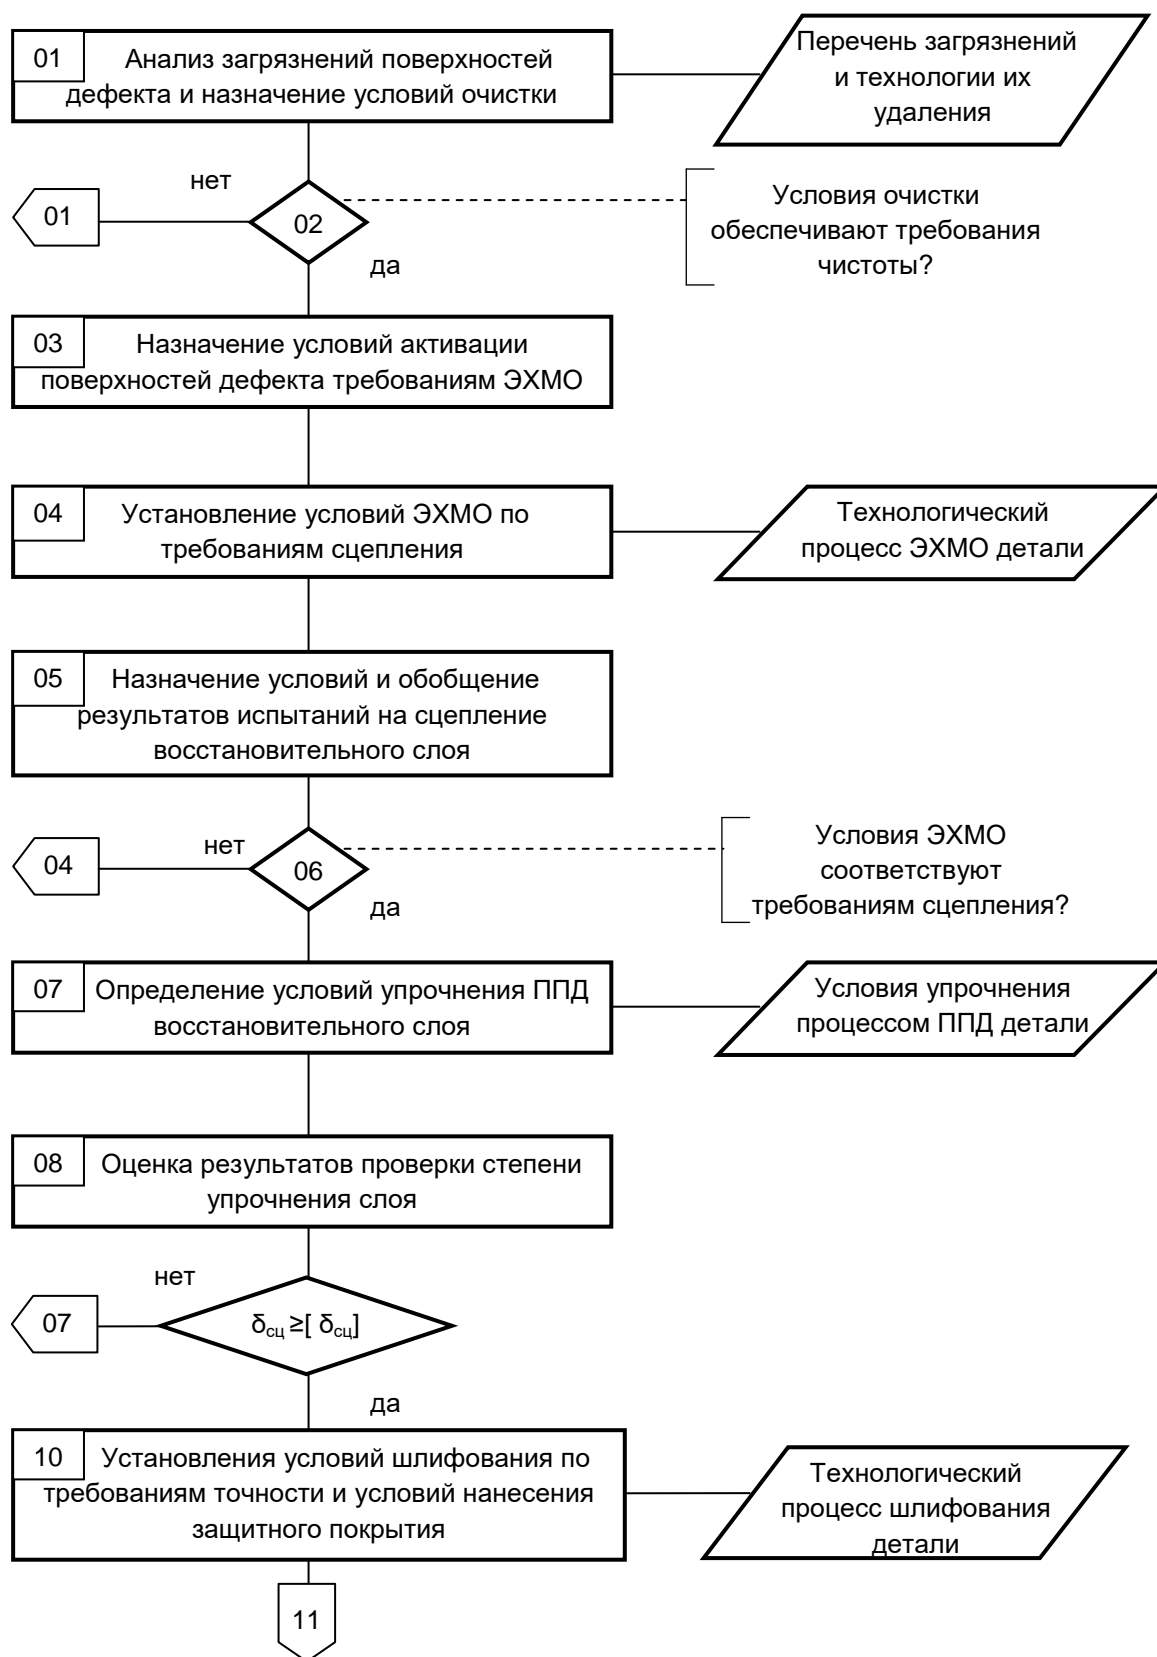 01
Анализ загрязнений поверхностей
дефекта и назначение условий очистки
Перечень загрязнений
и технологии их
удаления
нет
01
02
да
Условия очистки
обеспечивают требования
чистоты?
03
Назначение условий активации
поверхностей дефекта требованиям ЭХМО
04
Установление условий ЭХМО по
требованиям сцепления
Технологический
процесс ЭХМО детали
05
Назначение условий и обобщение
результатов испытаний на сцепление
восстановительного слоя
нет
04
06
да
Условия ЭХМО
соответствуют
требованиям сцепления?
07
Определение условий упрочнения ППД
восстановительного слоя
Условия упрочнения
процессом ППД детали
08
Оценка результатов проверки степени
упрочнения слоя
нет
07
δсц ≥[ δсц]
да
10
Установления условий шлифования по
требованиям точности и условий нанесения
защитного покрытия
Технологический
процесс шлифования
детали
11